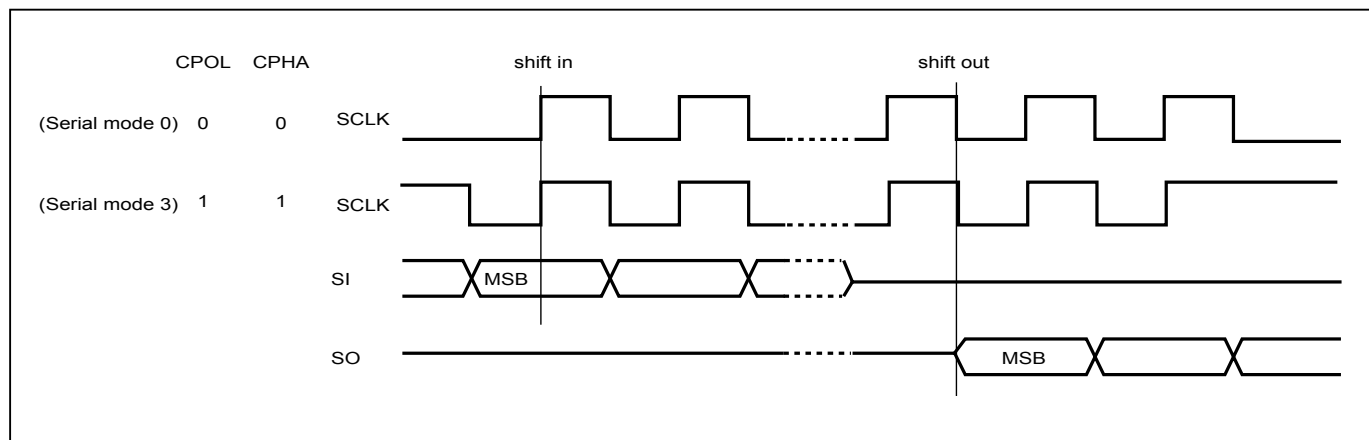 CPOL CPHA shift in shift out
(Serial mode 0) 0 0 SCLK
(Serial mode 3) 1 1 SCLK
SI MSB
SO MSB